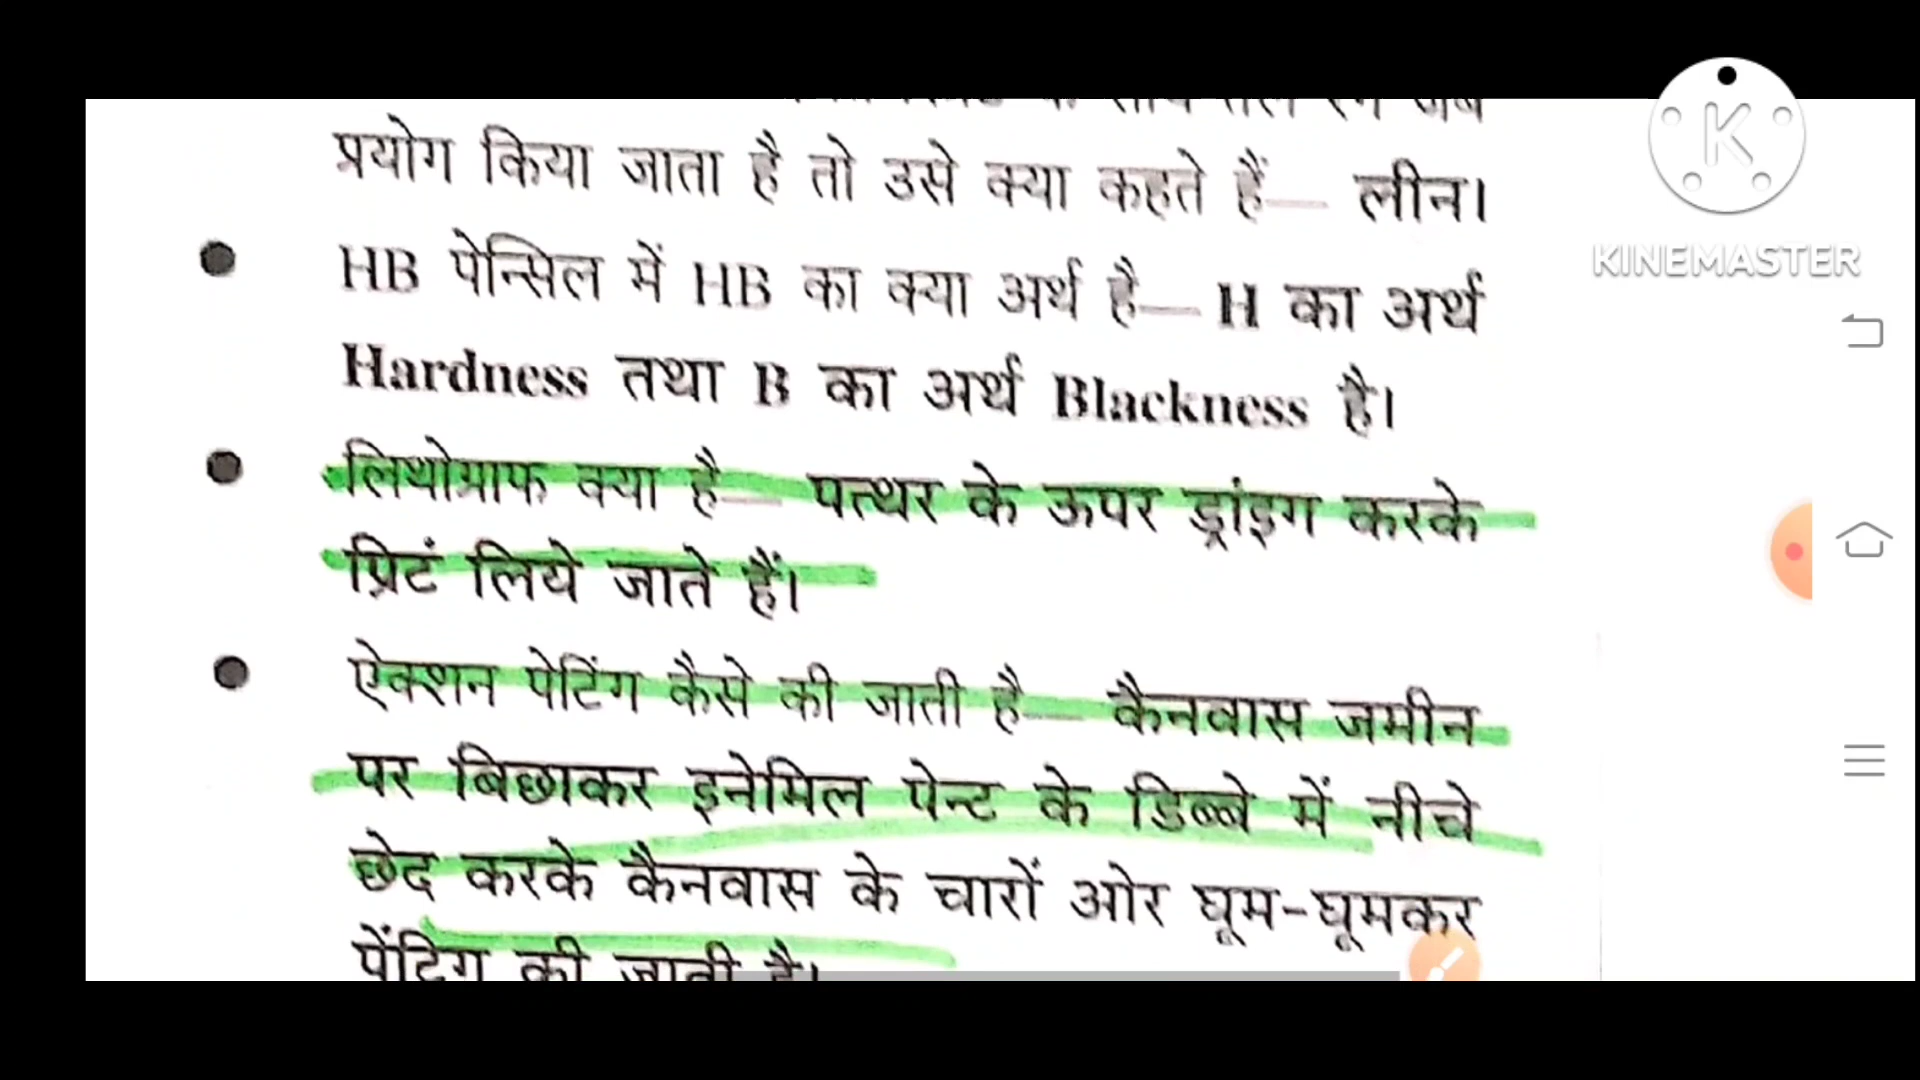 प्रयोग किया जाता है तो उसे क्या कहते हैं— लीन।
HB पेन्सिल में HB का क्या अर्थ है— H का अर्थ
Hardness तथा B का अर्थ Blackness है।
लिथोग्राफ क्या है— पत्थर के ऊपर ड्रांइग करके
प्रिटं लिये जाते हैं।
ऐक्शन पेटिंग कैसे की जाती है— कैनवास जमीन
पर बिछाकर इनेमिल पेन्ट के डिब्बे में नीचे
छेद करके कैनवास के चारों ओर घूम-घूमकर
पेंटिग की जाती है।
K
KINEMASTER